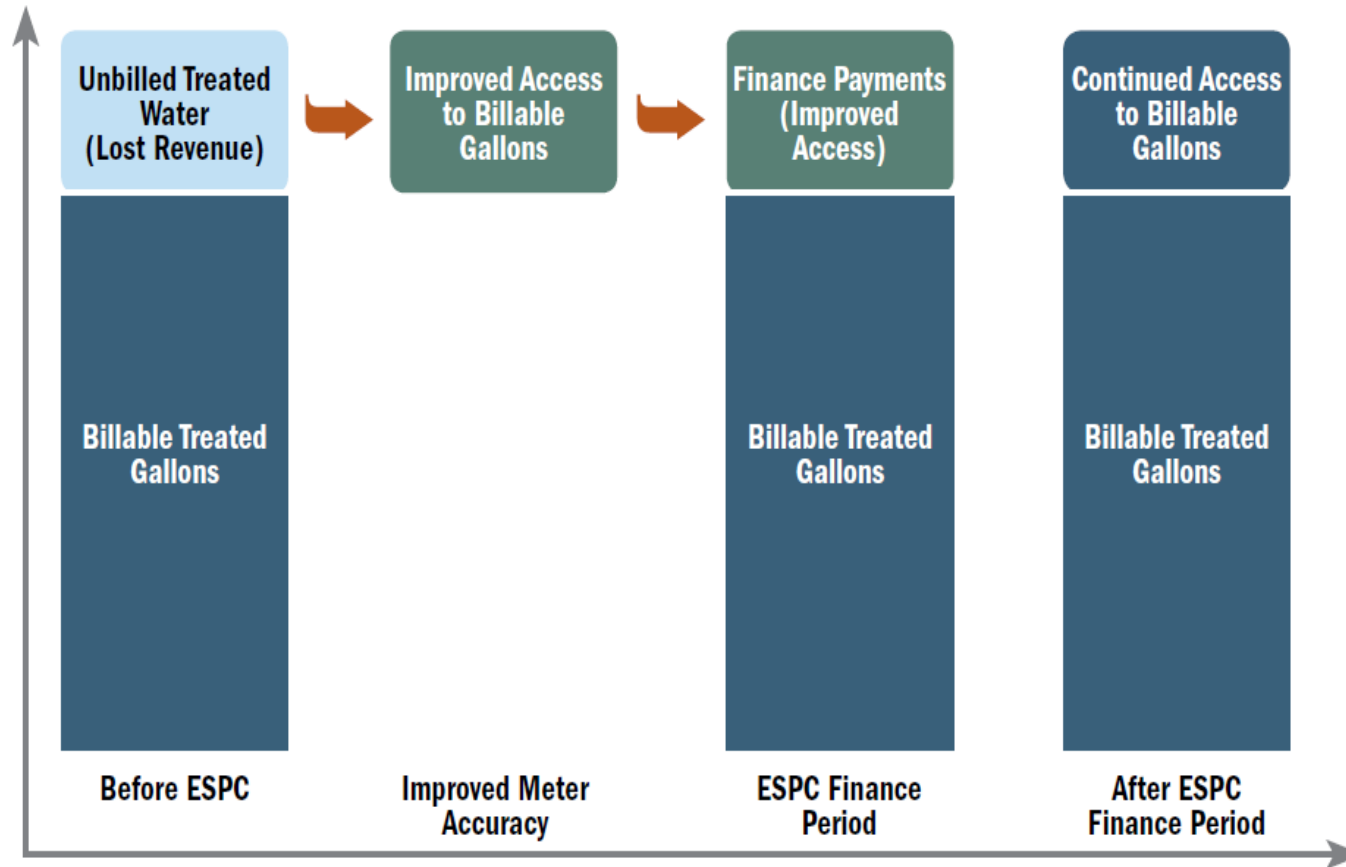 Unbilled Treated
Water
(Lost Revenue)
Improved Access
to Billable
Gallons
Finance Payments
(Improved
Access)
Continued Access
to Billable
Gallons
Billable Treated
Gallons
Billable Treated
Gallons
Billable Treated
Gallons
Before ESPC
Improved Meter
Accuracy
ESPC Finance
Period
After ESPC
Finance Period